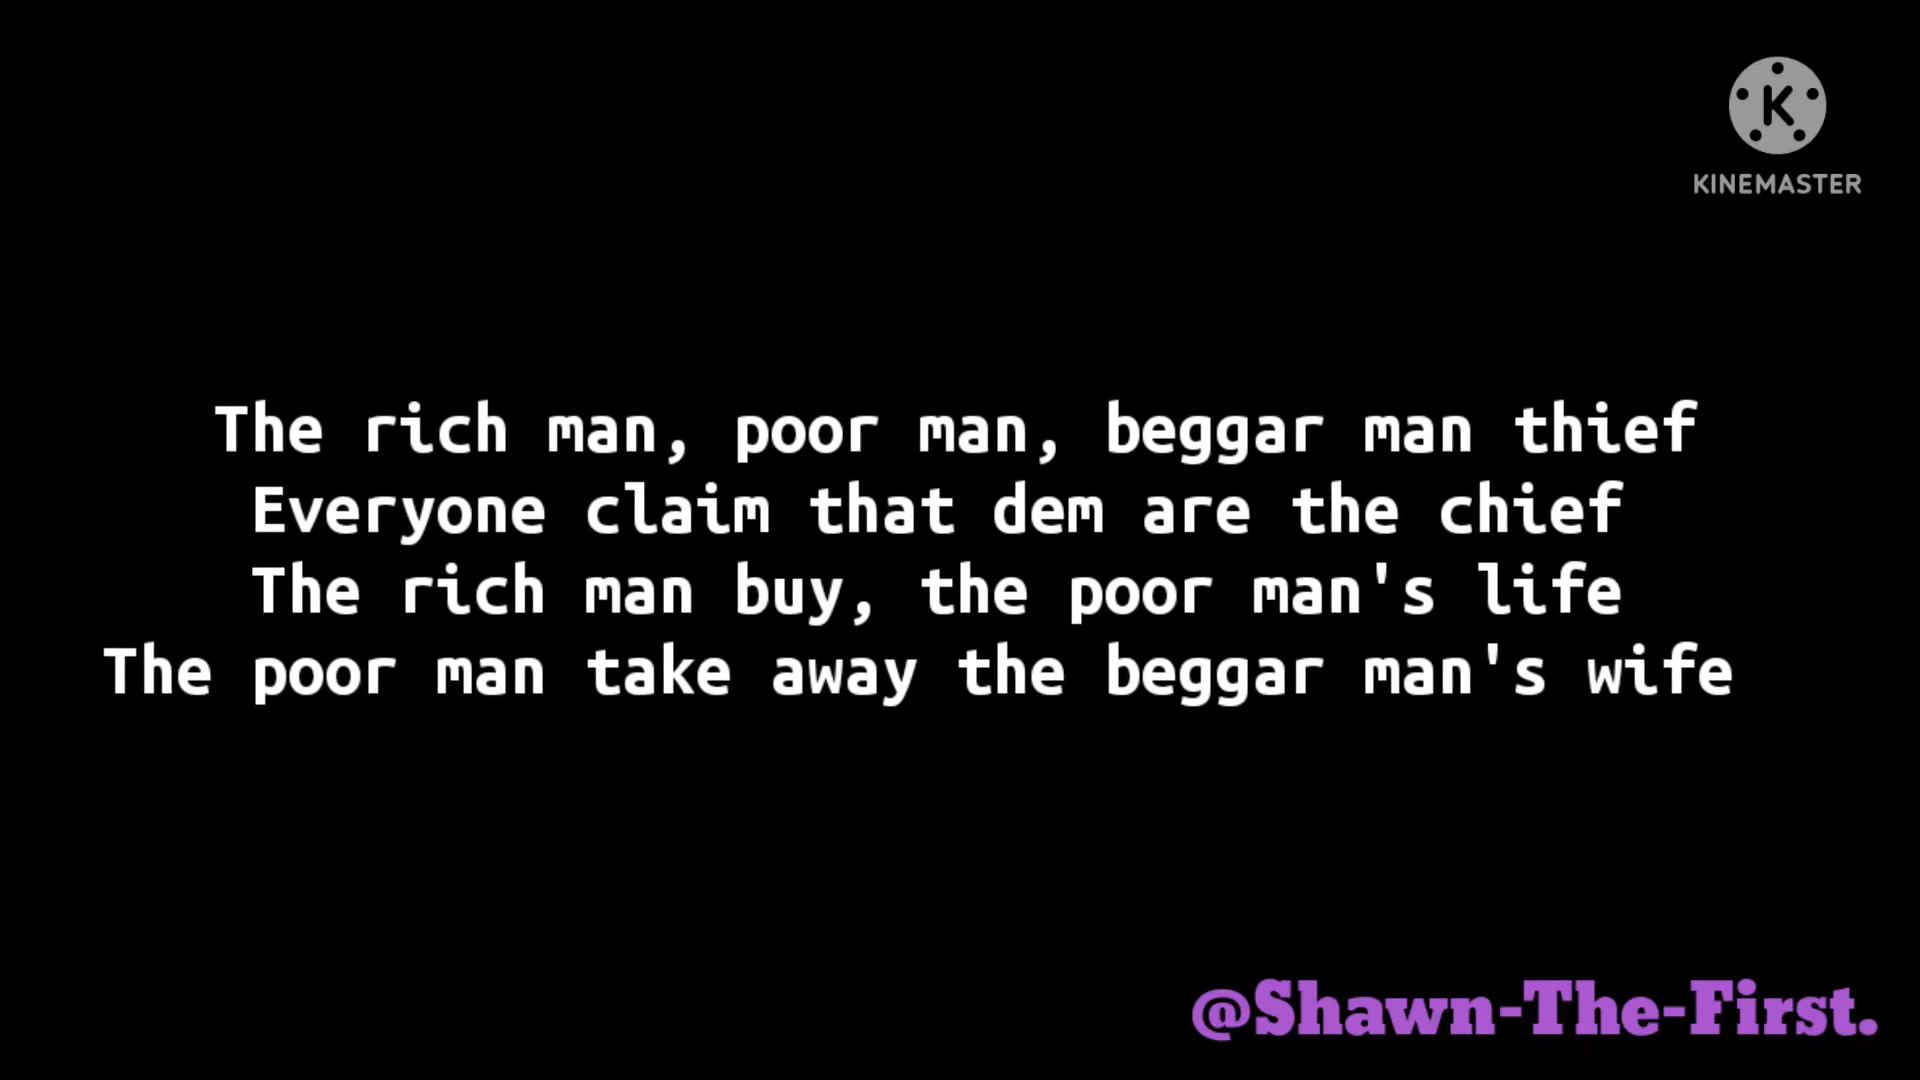 KINEMASTER
The rich man, poor man, beggar man thief
Everyone claim that dem are the chief
The rich man buy, the poor man's life
The poor man take away the beggar man's wife
@Shawn-The-First.